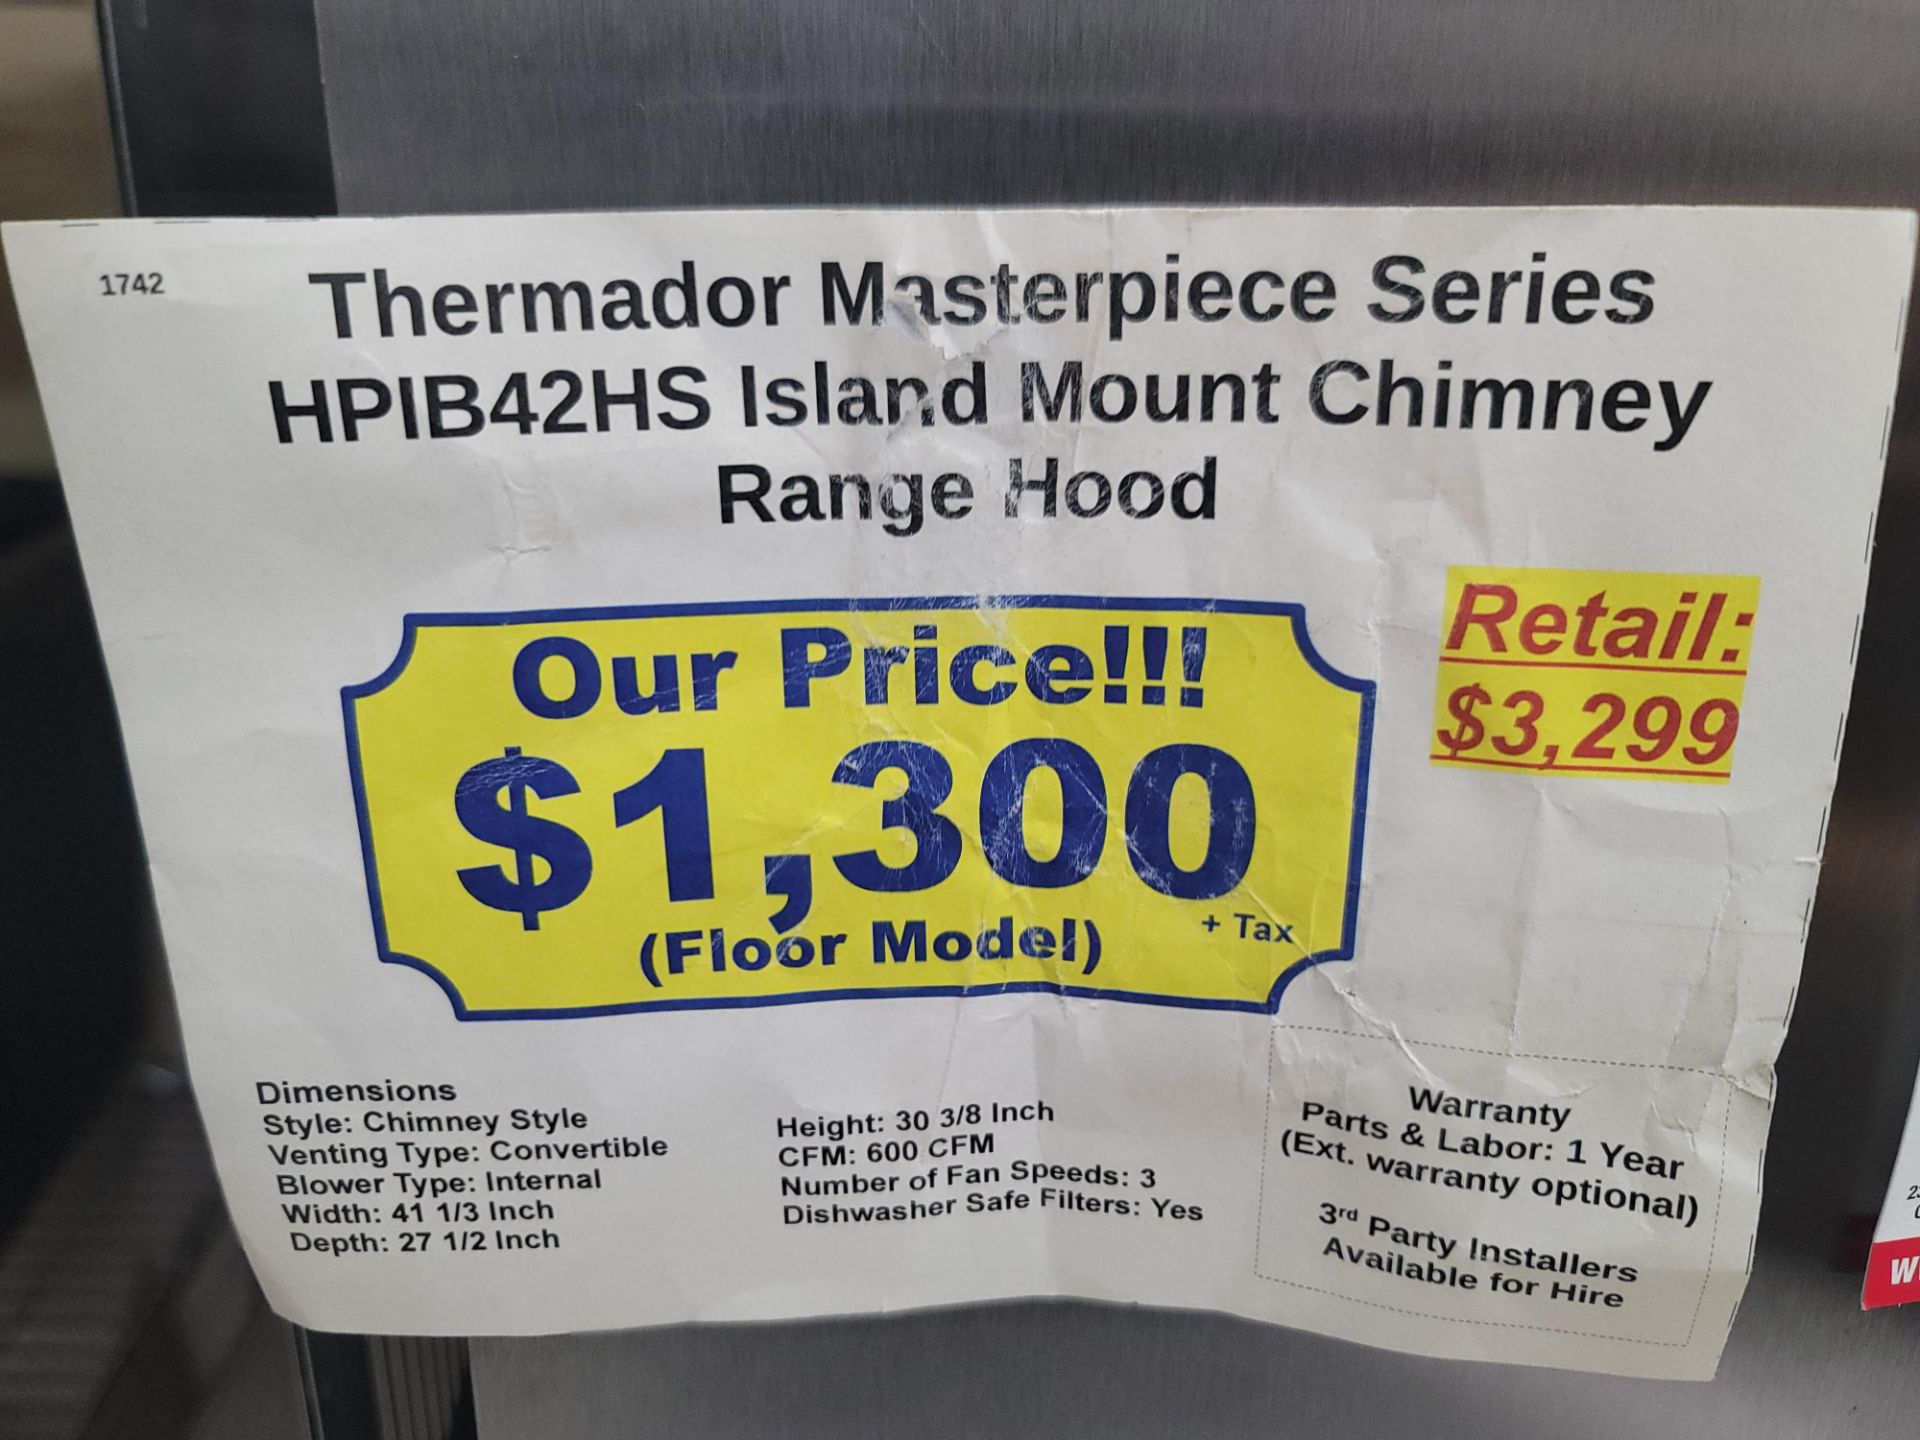 1742
Thermador Masterpiece Series
HPIB42HS Island Mount Chimney
Range Hood
Retail:
$3,299
Our Price!!!
$1,300
+ Tax
(Floor Model)
Dimensions
Style: Chimney Style
Venting Type: Convertible
Blower Type: Internal
Width: 41 1/3 Inch
Depth: 27 1/2 Inch
Height: 30 3/8 Inch
CFM: 600 CFM
Number of Fan Speeds: 3
Dishwasher Safe Filters: Yes
Warranty
Parts & Labor: 1 Year
(Ext. warranty optional)
3rd Party Installers
Available for Hire